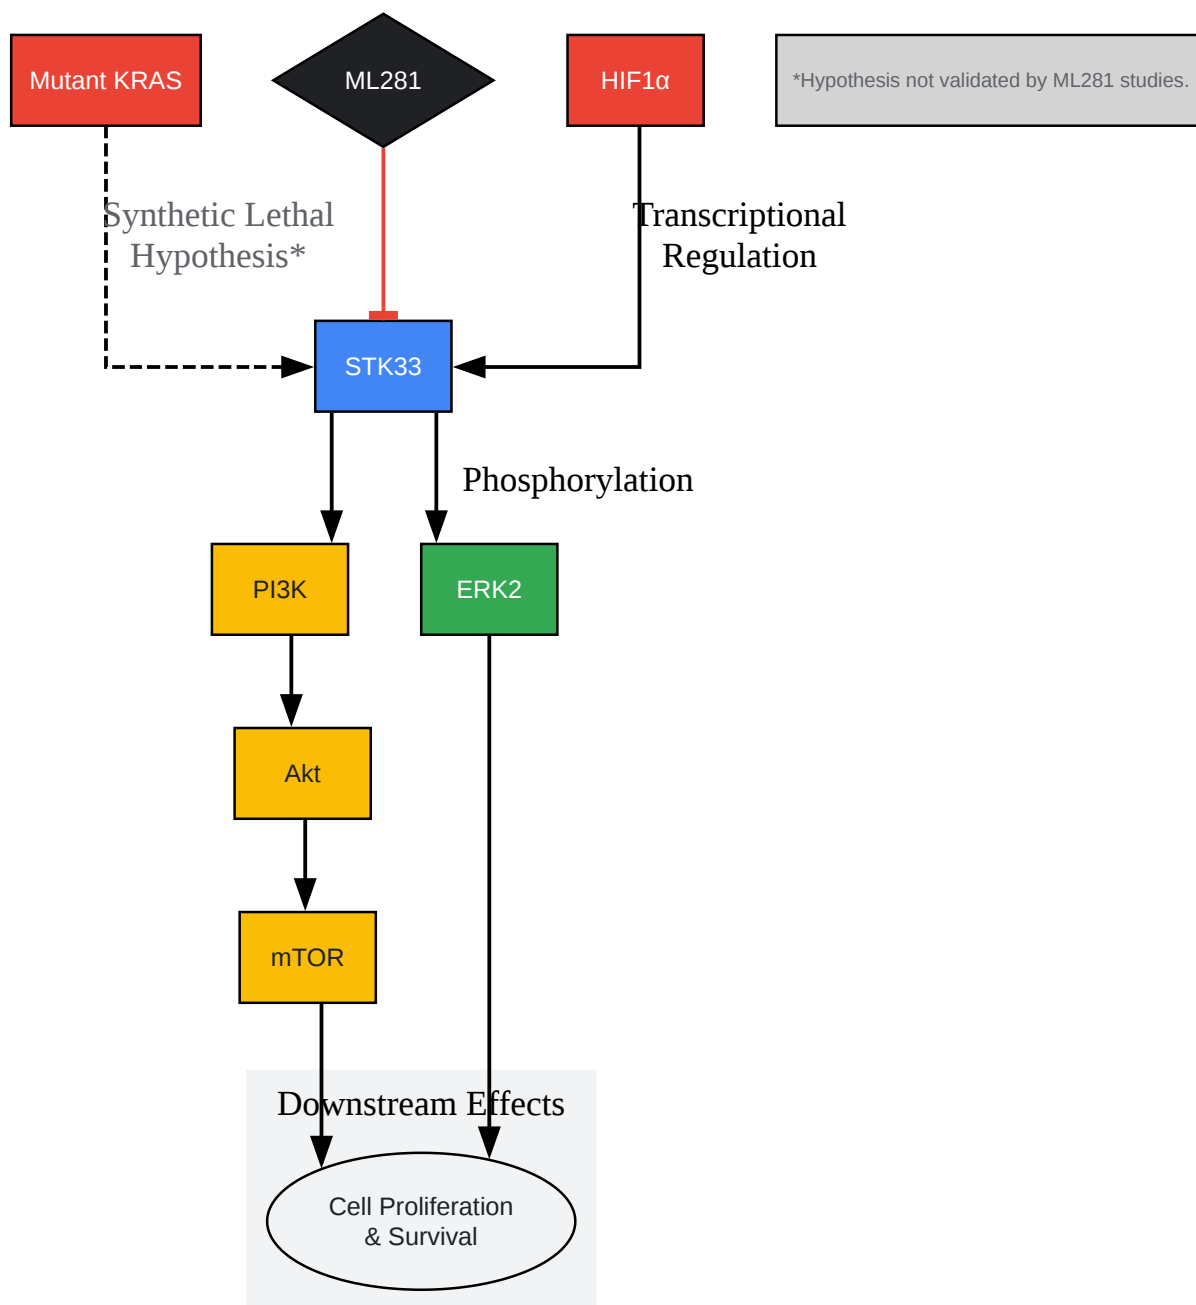 Mutant KRAS
ML281
HIF1α
*Hypothesis not validated by ML281 studies.
Synthetic Lethal
Hypothesis*
Transcriptional
Regulation
STK33
Phosphorylation
PI3K
ERK2
Akt
mTOR
Downstream Effects
Cell Proliferation
& Survival